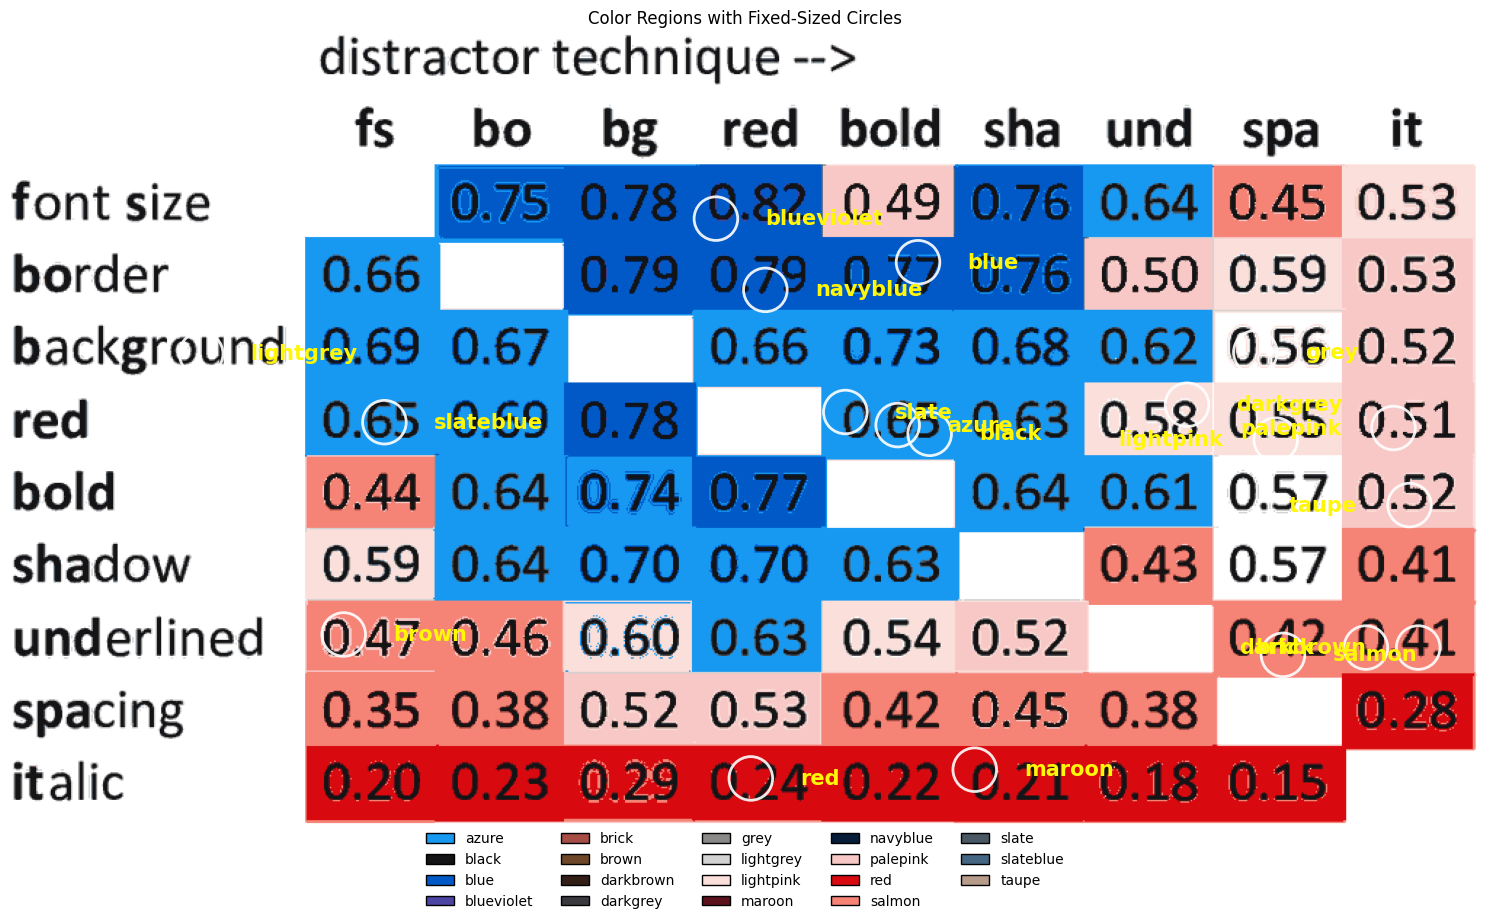 Color Regions with Fixed-Sized Circles
distractor technique -->
fs bo bg red bold sha und spa it
font size 0.75 0.78 0.82 0.49 0.76 0.64 0.45 0.53
blueviolet
border 0.66 0.79 0.79 0.77 0.76 0.50 0.59 0.53
blue
navyblue
background 0.69 0.67 0.66 0.73 0.68 0.62 0.56 0.52
lightgrey grey
red 0.65 0.69 0.78 0.65 0.63 0.58 0.55 0.51
slateblue slate azure black lightpink darkgrey palepink
bold 0.44 0.64 0.74 0.77 0.64 0.61 0.57 0.52
taupe
shadow 0.59 0.64 0.70 0.70 0.63 0.43 0.57 0.41
underlined 0.47 0.46 0.60 0.63 0.54 0.52 0.42 0.41
brown darkbrown brick salmon
spacing 0.35 0.38 0.52 0.53 0.42 0.45 0.38 0.28
italic 0.20 0.23 0.29 0.24 0.22 0.21 0.18 0.15
red maroon
azure brick grey navyblue slate
black brown lightgrey palepink slateblue
blue darkbrown lightpink red taupe
blueviolet darkgrey maroon salmon